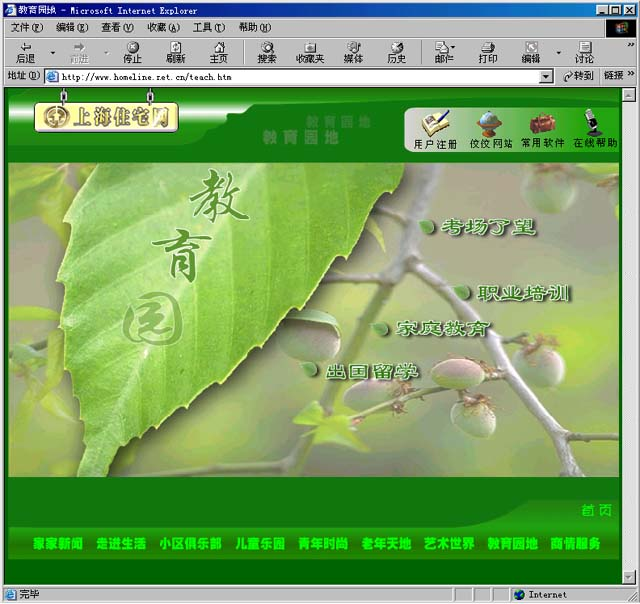 教育园地 - Microsoft Internet Explorer
文件(F) 编辑(E) 查看(V) 收藏(A) 工具(T) 帮助(H)
后退 前进 停止 刷新 主页 搜索 收藏夹 媒体 历史 邮件 打印 编辑 讨论 »
地址(D) http://www.homeline.net.cn/teach.htm 转到 链接 »
上海住宅网
教育园地
教育园地
用户注册 佼佼网站 常用软件 在线帮助
教
育
园
考场了望
职业培训
家庭教育
出国留学
首页
家家新闻 走进生活 小区俱乐部 儿童乐园 青年时尚 老年天地 艺术世界 教育园地 商情服务
完毕 Internet